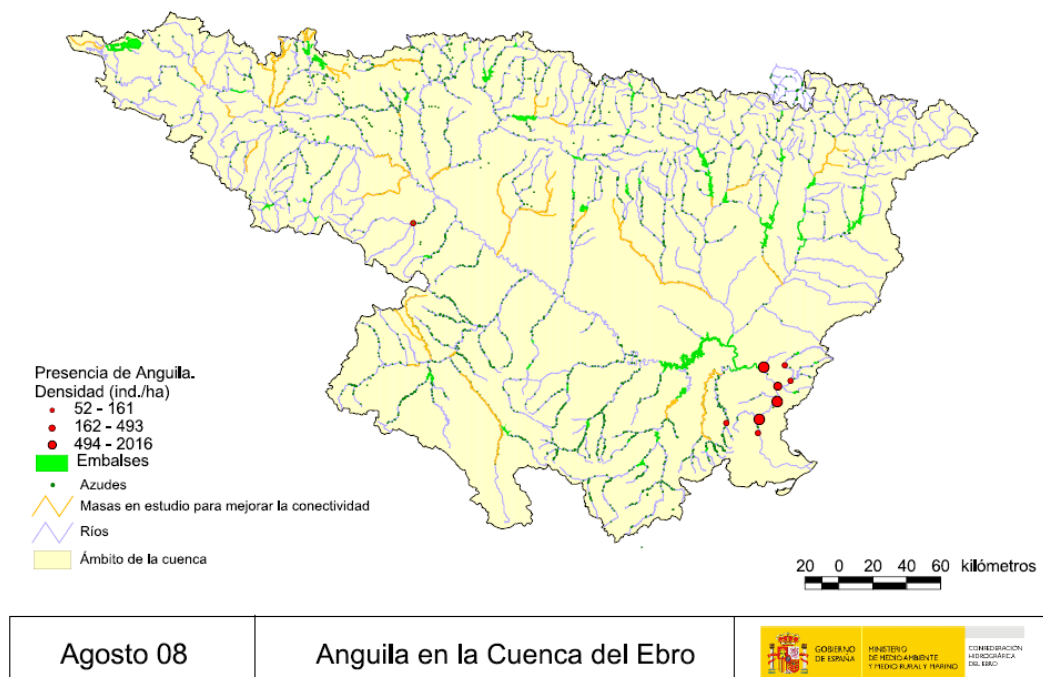 Presencia de Anguila.
Densidad (ind./ha)
52 - 161
162 - 493
494 - 2016
Embalses
Azudes
Masas en estudio para mejorar la conectividad
Ríos
Ámbito de la cuenca
20 0 20 40 60 kilómetros
Agosto 08
Anguila en la Cuenca del Ebro
GOBIERNO
DE ESPAÑA
MINISTERIO
DE MEDIO AMBIENTE
Y MEDIO RURAL Y MARINO
CONFEDERACIÓN
HIDROGRÁFICA
DEL EBRO